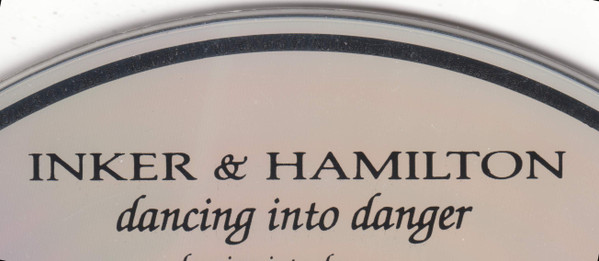 INKER & HAMILTON
dancing into danger